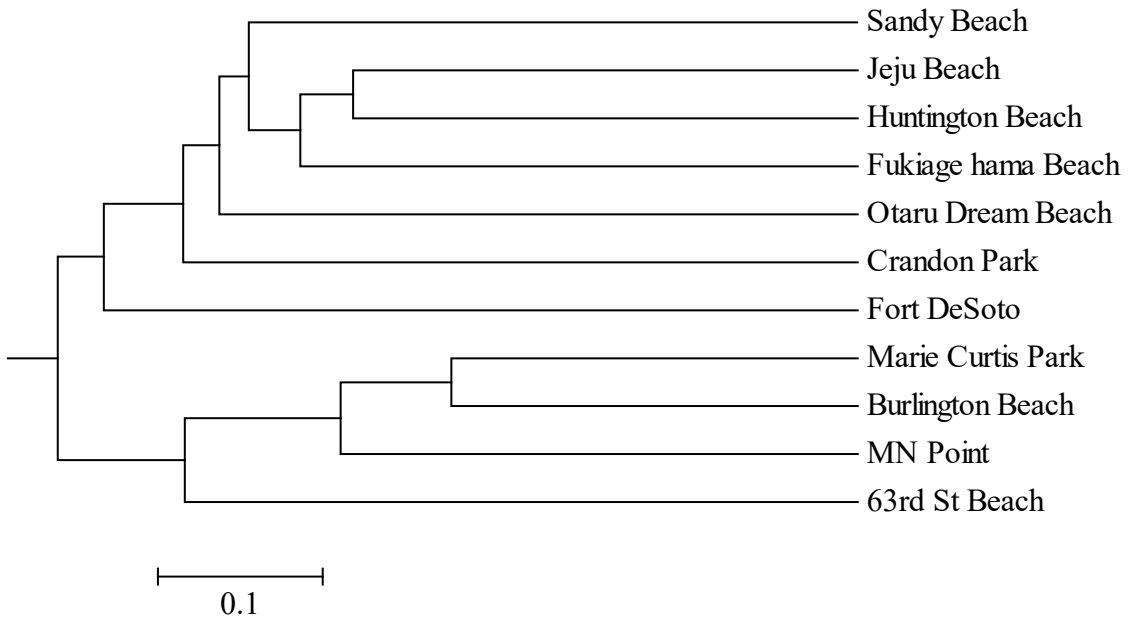 Sandy Beach
Jeju Beach
Huntington Beach
Fukiage hama Beach
Otaru Dream Beach
Crandon Park
Fort DeSoto
Marie Curtis Park
Burlington Beach
MN Point
63rd St Beach
0.1